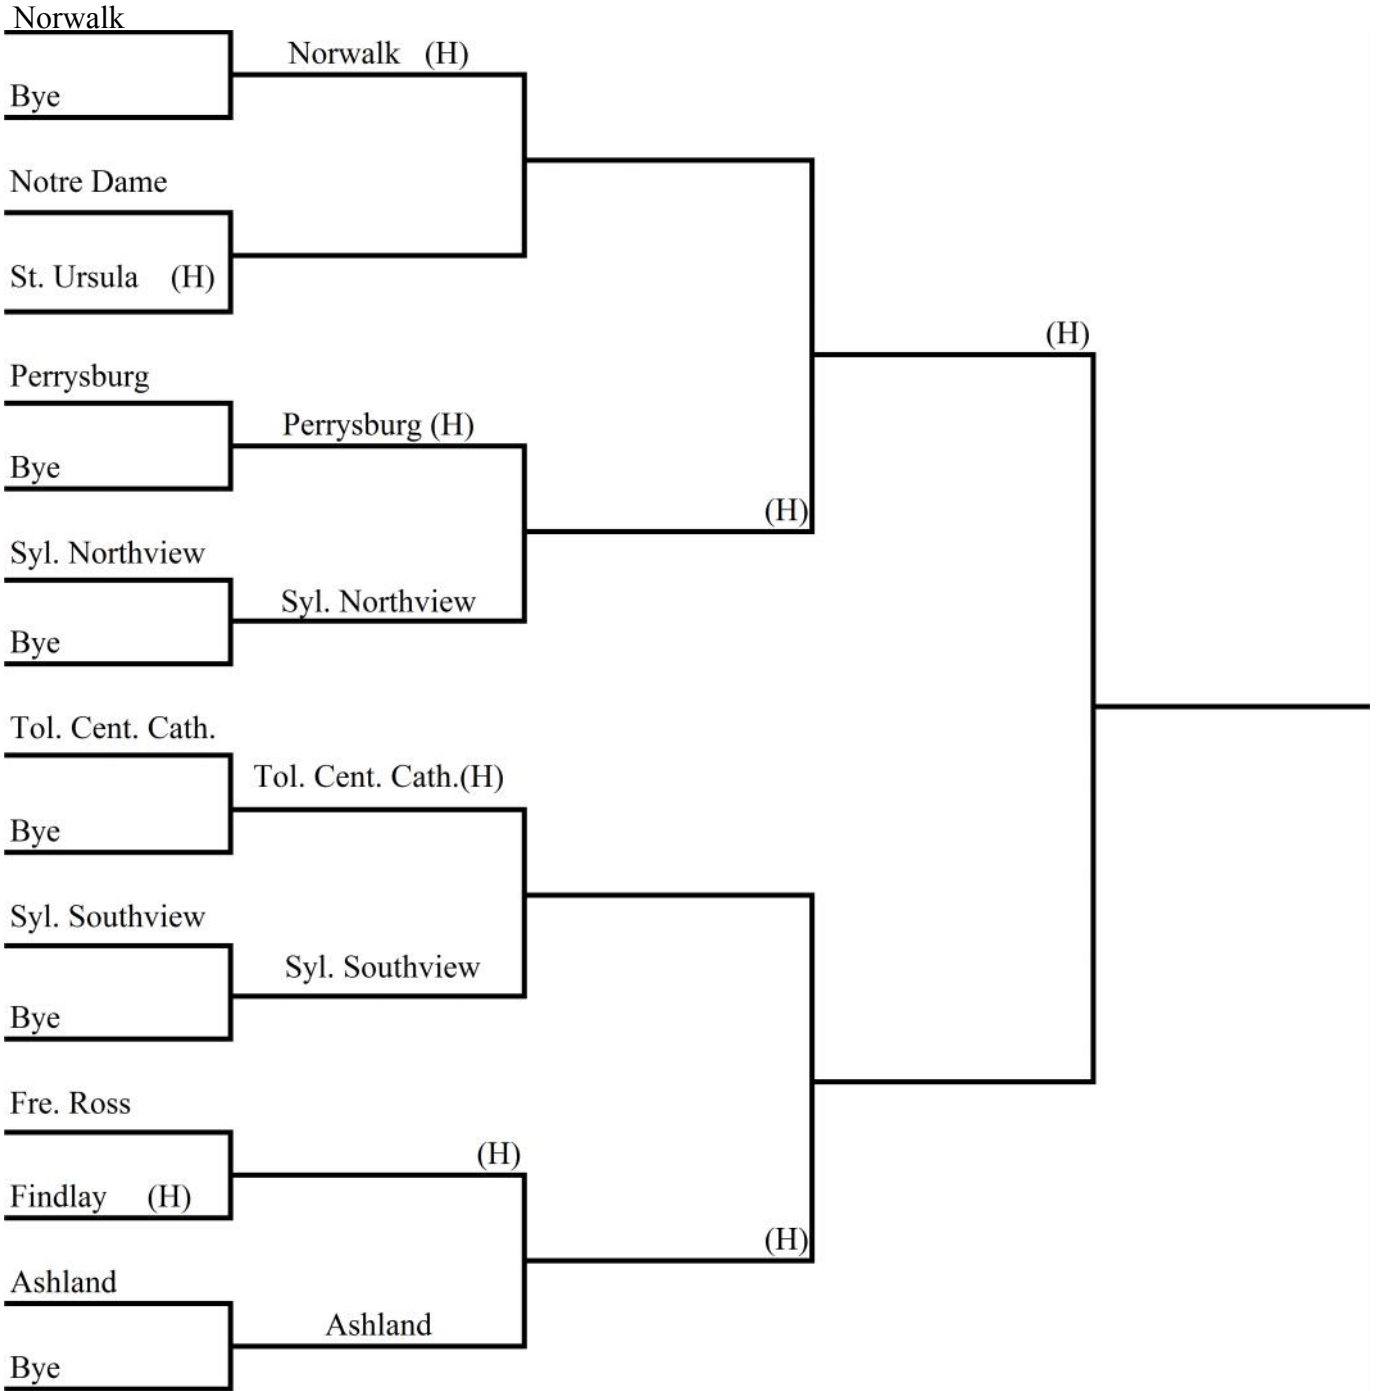 Norwalk
Norwalk (H)
Bye
Notre Dame
St. Ursula (H)
(H)
Perrysburg
Perrysburg (H)
Bye
(H)
Syl. Northview
Syl. Northview
Bye
Tol. Cent. Cath.
Tol. Cent. Cath.(H)
Bye
Syl. Southview
Syl. Southview
Bye
Fre. Ross
(H)
Findlay (H)
(H)
Ashland
Ashland
Bye